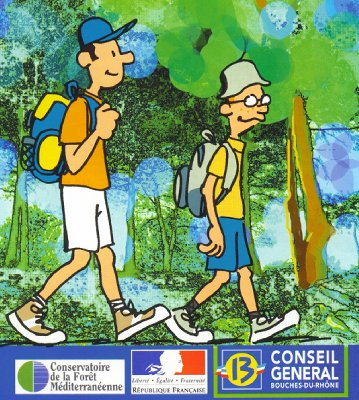 Conservatoire
de la Forêt
Méditerranéenne
Liberté • Égalité • Fraternité
RÉPUBLIQUE FRANÇAISE
13
CONSEIL
GENERAL
BOUCHES-DU-RHÔNE